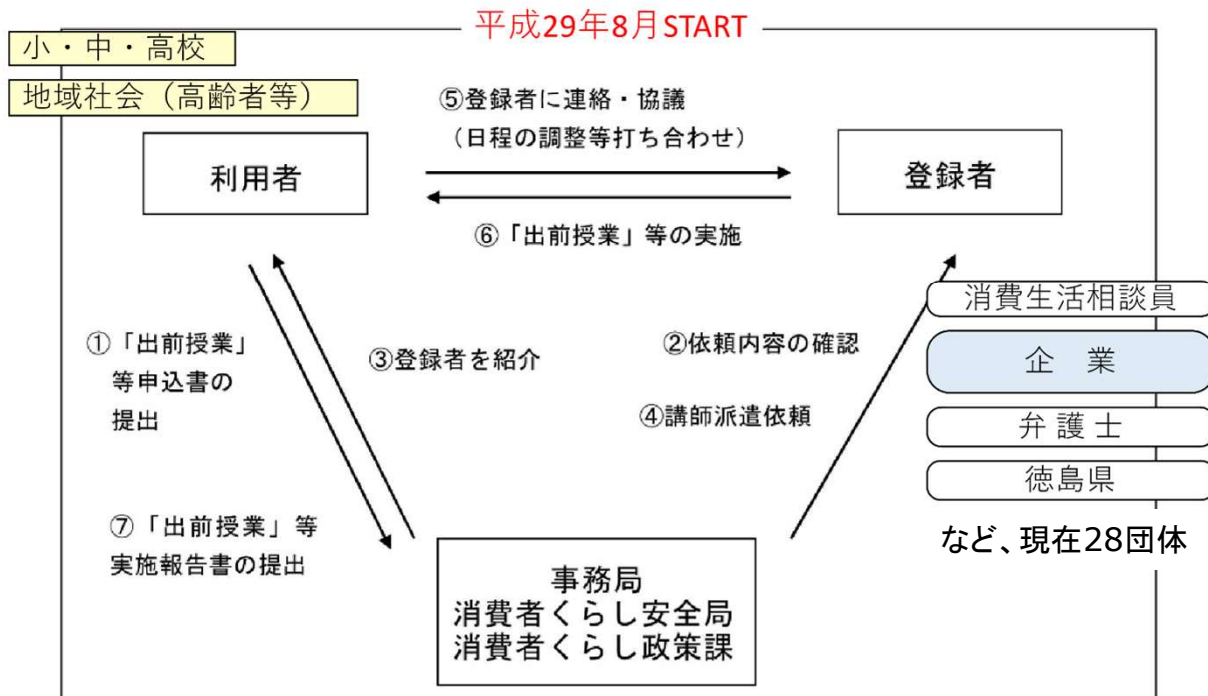 平成29年8月START
小・中・高校
地域社会（高齢者等）
⑤登録者に連絡・協議
（日程の調整等打ち合わせ）
利用者
登録者
⑥「出前授業」等の実施
消費生活相談員
①「出前授業」
等申込書の
提出
③登録者を紹介
②依頼内容の確認
企　業
④講師派遣依頼
弁護士
徳島県
⑦「出前授業」等
実施報告書の提出
など、現在28団体
事務局
消費者くらし安全局
消費者くらし政策課